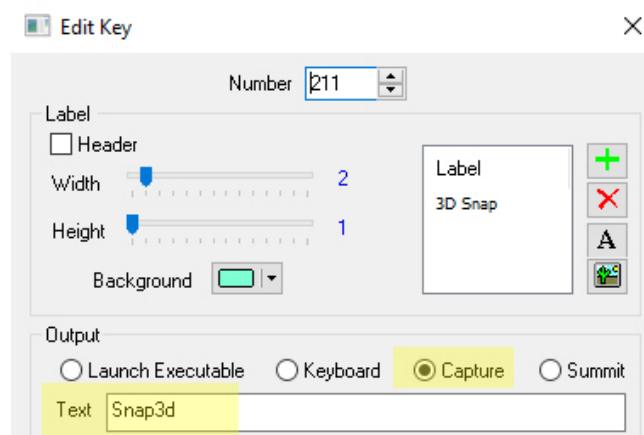 Edit Key
Number 211
Label
Header
Width 2
Label
3D Snap
Height 1
A
Background
Output
Launch Executable Keyboard Capture Summit
Text Snap3d